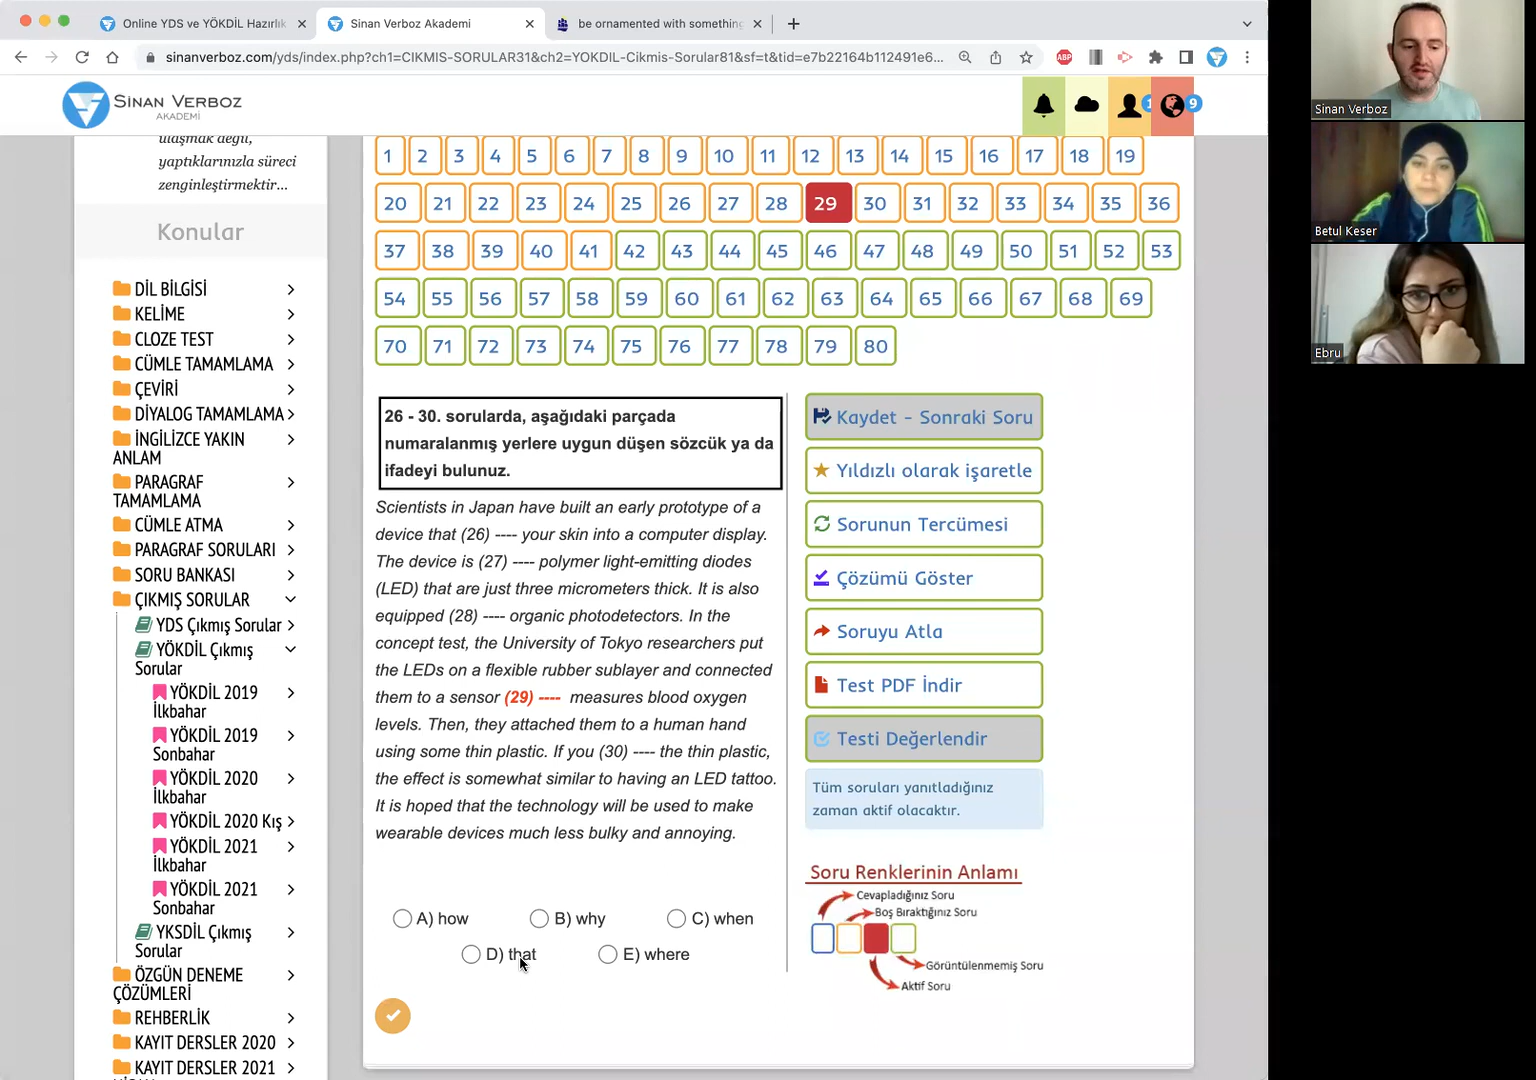 Online YDS ve YÖKDİL Hazırlık
Sinan Verboz Akademi
be ornamented with something
sinanverboz.com/yds/index.php?ch1=CIKMIS-SORULAR31&ch2=YOKDIL-Cikmis-Sorular81&sf=t&tid=e7b22164b112491e6...
ABP
SİNAN VERBOZ
AKADEMİ
1
9
ulaşmak değil,
yaptıklarınızla süreci
zenginleştirmektir...
Konular
DİL BİLGİSİ
KELİME
CLOZE TEST
CÜMLE TAMAMLAMA
ÇEVİRİ
DİYALOG TAMAMLAMA
İNGİLİZCE YAKIN
ANLAM
PARAGRAF
TAMAMLAMA
CÜMLE ATMA
PARAGRAF SORULARI
SORU BANKASI
ÇIKMIŞ SORULAR
YDS Çıkmış Sorular
YÖKDİL Çıkmış
Sorular
YÖKDİL 2019
İlkbahar
YÖKDİL 2019
Sonbahar
YÖKDİL 2020
İlkbahar
YÖKDİL 2020 Kış
YÖKDİL 2021
İlkbahar
YÖKDİL 2021
Sonbahar
YKSDİL Çıkmış
Sorular
ÖZGÜN DENEME
ÇÖZÜMLERİ
REHBERLİK
KAYIT DERSLER 2020
KAYIT DERSLER 2021
1 2 3 4 5 6 7 8 9 10 11 12 13 14 15 16 17 18 19
20 21 22 23 24 25 26 27 28 29 30 31 32 33 34 35 36
37 38 39 40 41 42 43 44 45 46 47 48 49 50 51 52 53
54 55 56 57 58 59 60 61 62 63 64 65 66 67 68 69
70 71 72 73 74 75 76 77 78 79 80
26 - 30. sorularda, aşağıdaki parçada
numaralanmış yerlere uygun düşen sözcük ya da
ifadeyi bulunuz.
Scientists in Japan have built an early prototype of a
device that (26) ---- your skin into a computer display.
The device is (27) ---- polymer light-emitting diodes
(LED) that are just three micrometers thick. It is also
equipped (28) ---- organic photodetectors. In the
concept test, the University of Tokyo researchers put
the LEDs on a flexible rubber sublayer and connected
them to a sensor (29) ---- measures blood oxygen
levels. Then, they attached them to a human hand
using some thin plastic. If you (30) ---- the thin plastic,
the effect is somewhat similar to having an LED tattoo.
It is hoped that the technology will be used to make
wearable devices much less bulky and annoying.
A) how
B) why
C) when
D) that
E) where
Kaydet - Sonraki Soru
Yıldızlı olarak işaretle
Sorunun Tercümesi
Çözümü Göster
Soruyu Atla
Test PDF İndir
Testi Değerlendir
Tüm soruları yanıtladığınız
zaman aktif olacaktır.
Soru Renklerinin Anlamı
Cevapladığınız Soru
Boş Bıraktığınız Soru
Görüntülenmemiş Soru
Aktif Soru
Sinan Verboz
Betul Keser
Ebru